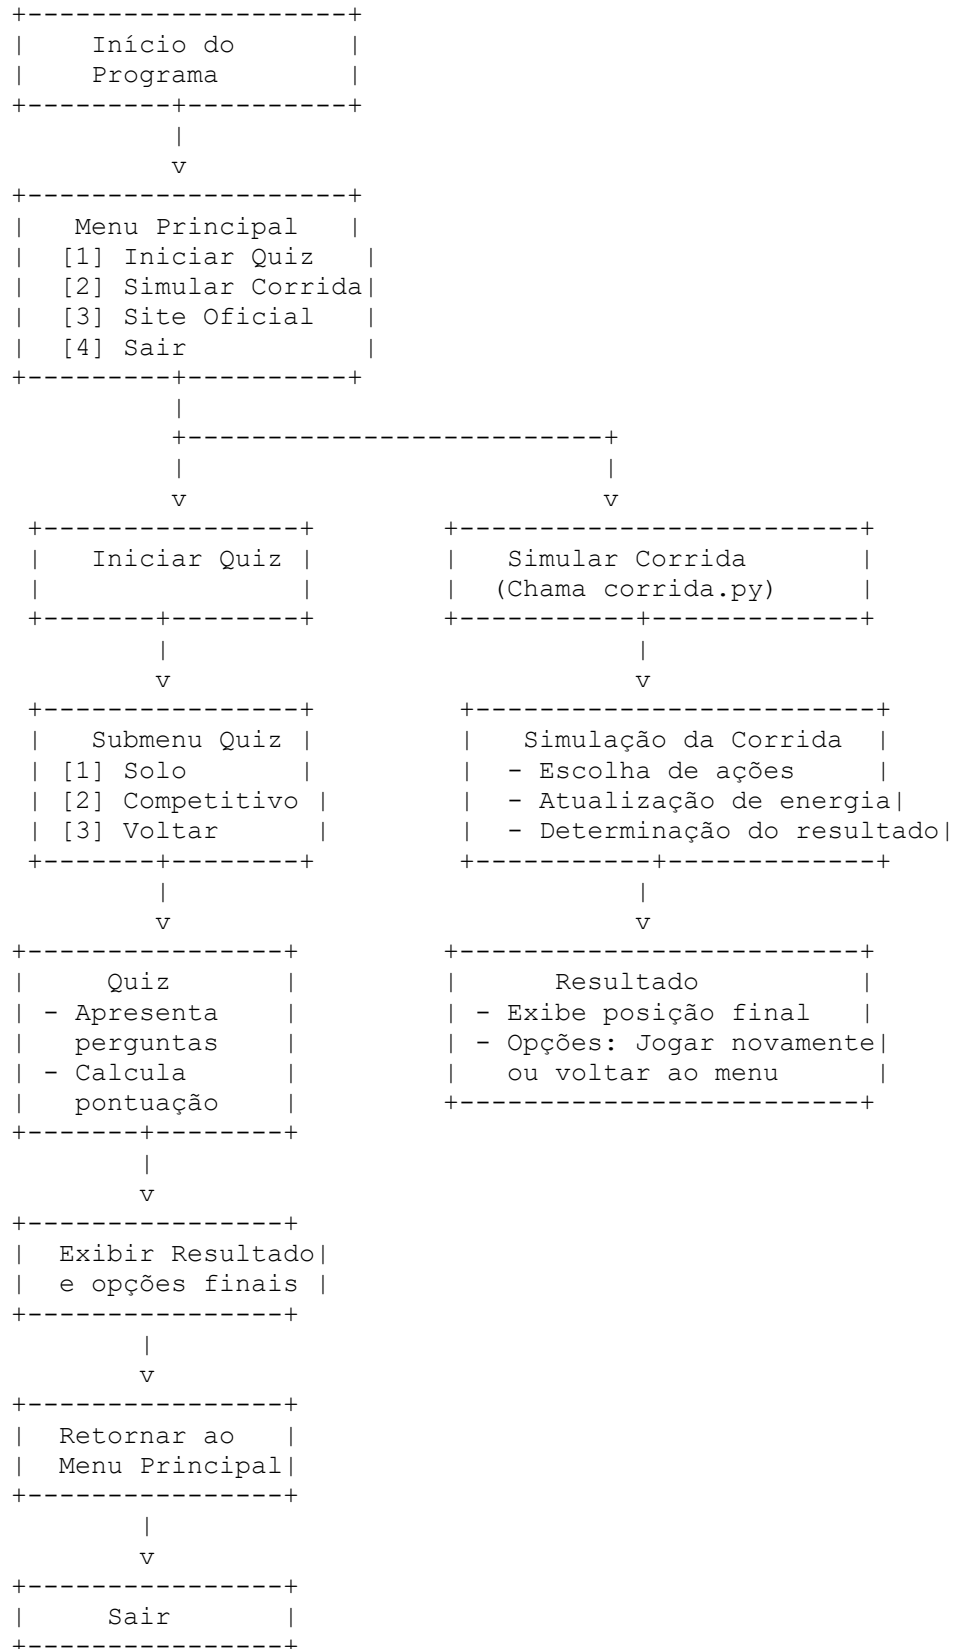 Início do
Programa
Menu Principal
[1] Iniciar Quiz
[2] Simular Corrida
[3] Site Oficial
[4] Sair
Iniciar Quiz
Simular Corrida
(Chama corrida.py)
Submenu Quiz
[1] Solo
[2] Competitivo
[3] Voltar
Simulação da Corrida
- Escolha de ações
- Atualização de energia
- Determinação do resultado
Quiz
- Apresenta
perguntas
- Calcula
pontuação
Resultado
- Exibe posição final
- Opções: Jogar novamente
ou voltar ao menu
Exibir Resultado
e opções finais
Retornar ao
Menu Principal
Sair